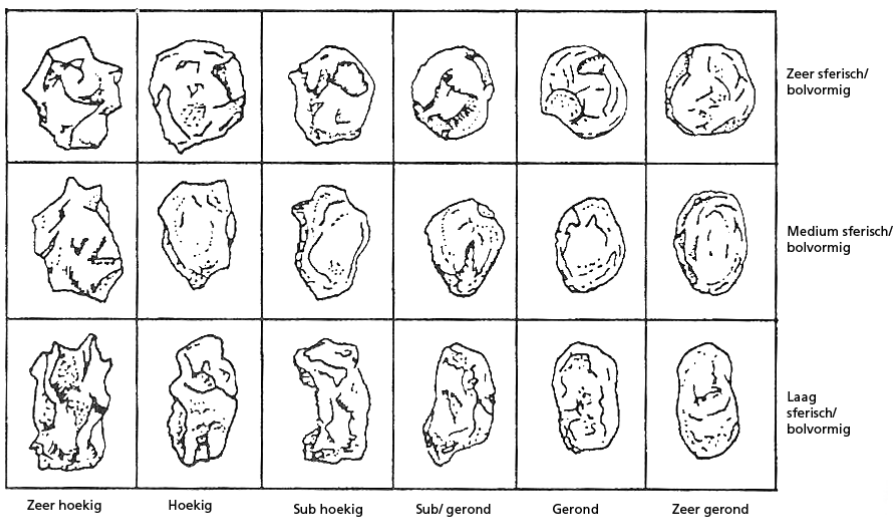 Zeer sferisch/
bolvormig
Medium sferisch/
bolvormig
Laag
sferisch/
bolvormig
Zeer hoekig
Hoekig
Sub hoekig
Sub/ gerond
Gerond
Zeer gerond